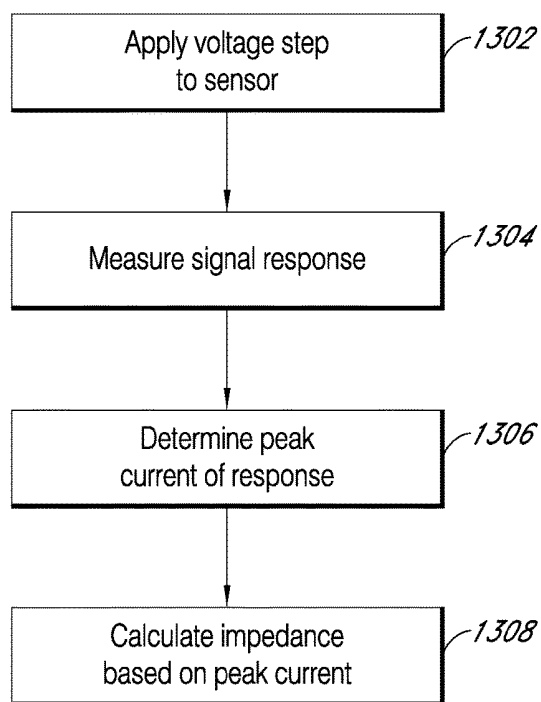 Apply voltage step
to sensor
1302
Measure signal response
1304
Determine peak
current of response
1306
Calculate impedance
based on peak current
1308